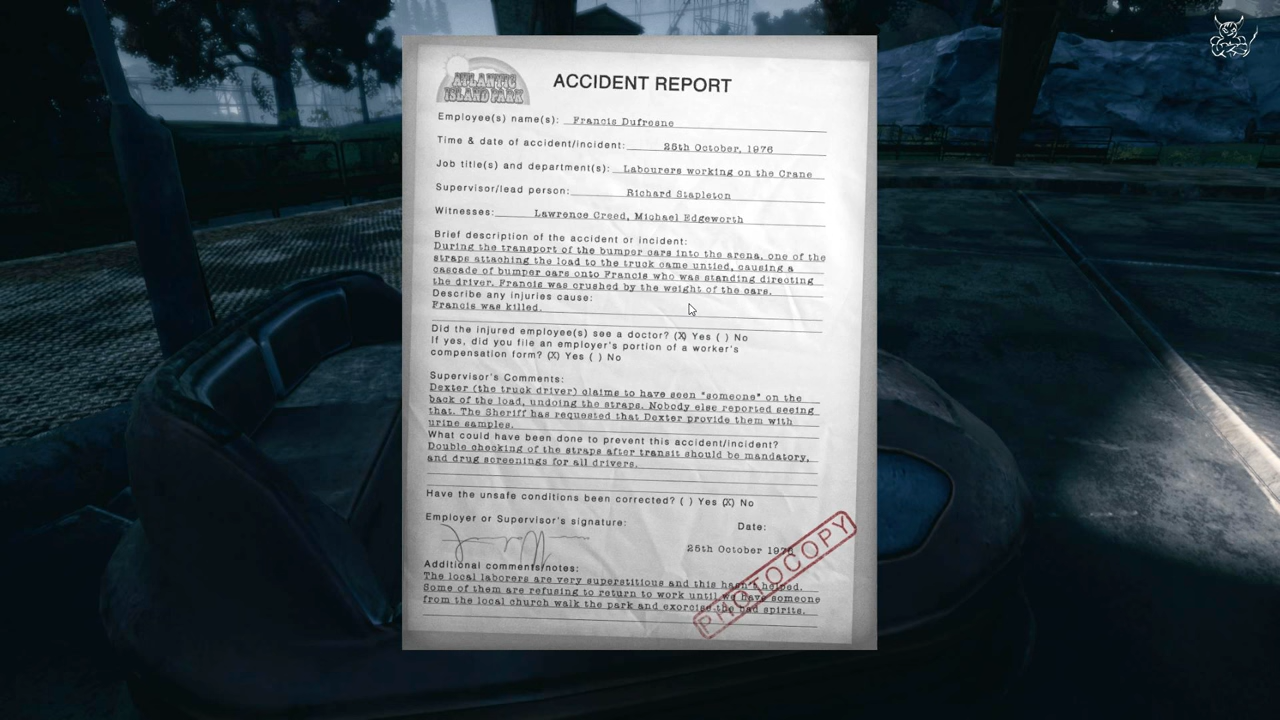 ATLANTIC
ISLAND PARK
ACCIDENT REPORT
Employee(s) name(s): Francis Dufresne
Time & date of accident/incident: 25th October, 1976
Job title(s) and department(s): Labourers working on the Crane
Supervisor/lead person: Richard Stapleton
Witnesses: Lawrence Creed, Michael Edgeworth
Brief description of the accident or incident:
During the transport of the bumper cars into the arena, one of the
straps attaching the load to the truck came untied, causing a
cascade of bumper cars onto Francis who was standing directing
the driver. Francis was crushed by the weight of the cars.
Describe any injuries cause:
Francis was killed.
Did the injured employee(s) see a doctor? (X) Yes ( ) No
If yes, did you file an employer's portion of a worker's
compensation form? (X) Yes ( ) No
Supervisor's Comments:
Dexter (the truck driver) claims to have seen "someone" on the
back of the load, undoing the straps. Nobody else reported seeing
that. The Sheriff has requested that Dexter provide them with
urine samples.
What could have been done to prevent this accident/incident?
Double checking of the straps after transit should be mandatory,
and drug screenings for all drivers.
Have the unsafe conditions been corrected? ( ) Yes (X) No
Employer or Supervisor's signature:
Date:
25th October 1976
Additional comments/notes:
The local laborers are very superstitious and this hasn't helped.
Some of them are refusing to return to work until we have someone
from the local church walk the park and exorcise the bad spirits.
PHOTOCOPY